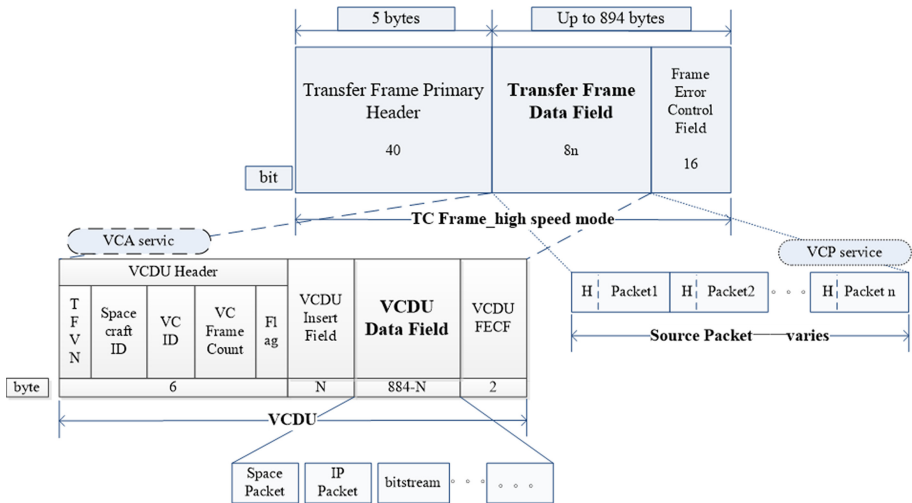 5 bytes
Up to 894 bytes
Transfer Frame Primary
Header
40
Transfer Frame
Data Field
8n
Frame
Error
Control
Field
16
bit
TC Frame_high speed mode
VCA servic
VCP service
VCDU Header
T
F
V
N
Space
craft
ID
VC
ID
VC
Frame
Count
Fl
ag
VCDU
Insert
Field
VCDU
Data Field
VCDU
FECF
byte
6
N
884-N
2
VCDU
H Packet1
H Packet2
H Packet n
Source Packet varies
Space
Packet
IP
Packet
bitstream